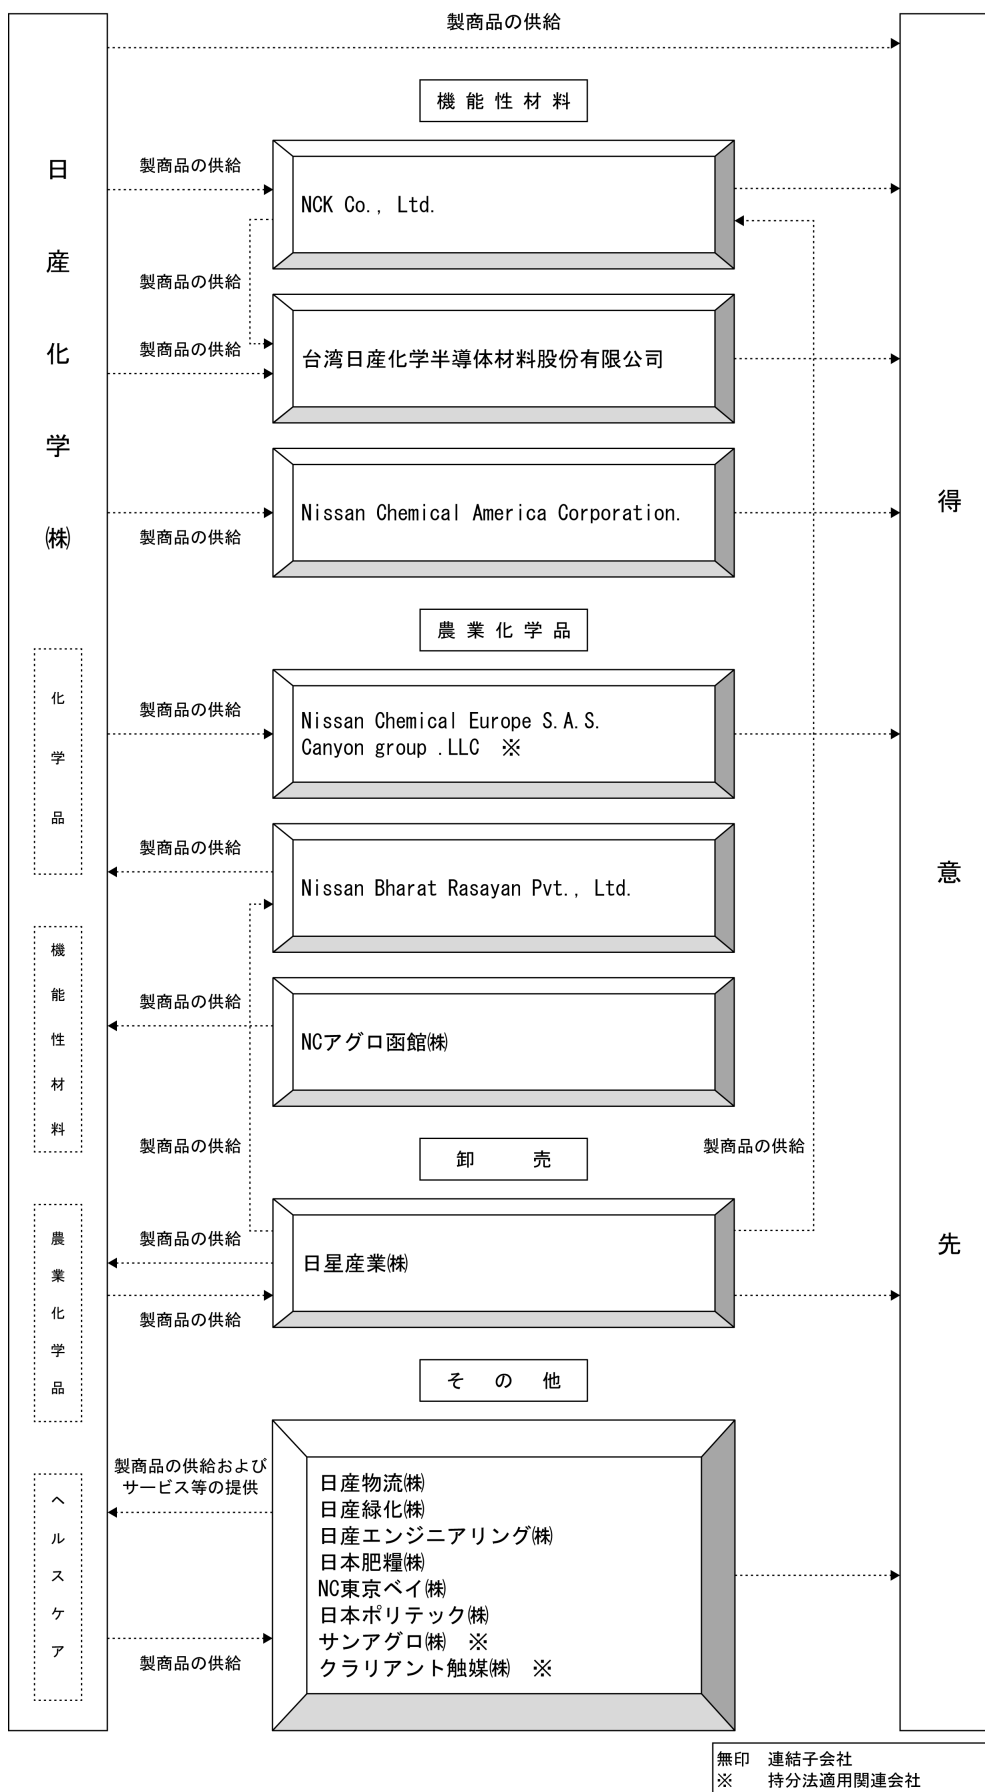 製商品の供給
機能性材料
日産化学㈱
製商品の供給
NCK Co., Ltd.
製商品の供給
製商品の供給
台湾日産化学半導体材料股份有限公司
Nissan Chemical America Corporation.
製商品の供給
農業化学品
化学品
製商品の供給
Nissan Chemical Europe S.A.S.
Canyon group .LLC ※
製商品の供給
Nissan Bharat Rasayan Pvt., Ltd.
機能性材料
製商品の供給
NCアグロ函館㈱
製商品の供給
卸売
製商品の供給
農業化学品
製商品の供給
日星産業㈱
製商品の供給
その他
ヘルスケア
製商品の供給および
サービス等の提供
日産物流㈱
日産緑化㈱
日産エンジニアリング㈱
日本肥糧㈱
NC東京ベイ㈱
日本ポリテック㈱
サンアグロ㈱ ※
クラリアント触媒㈱ ※
製商品の供給
得意先
無印 連結子会社
※ 持分法適用関連会社